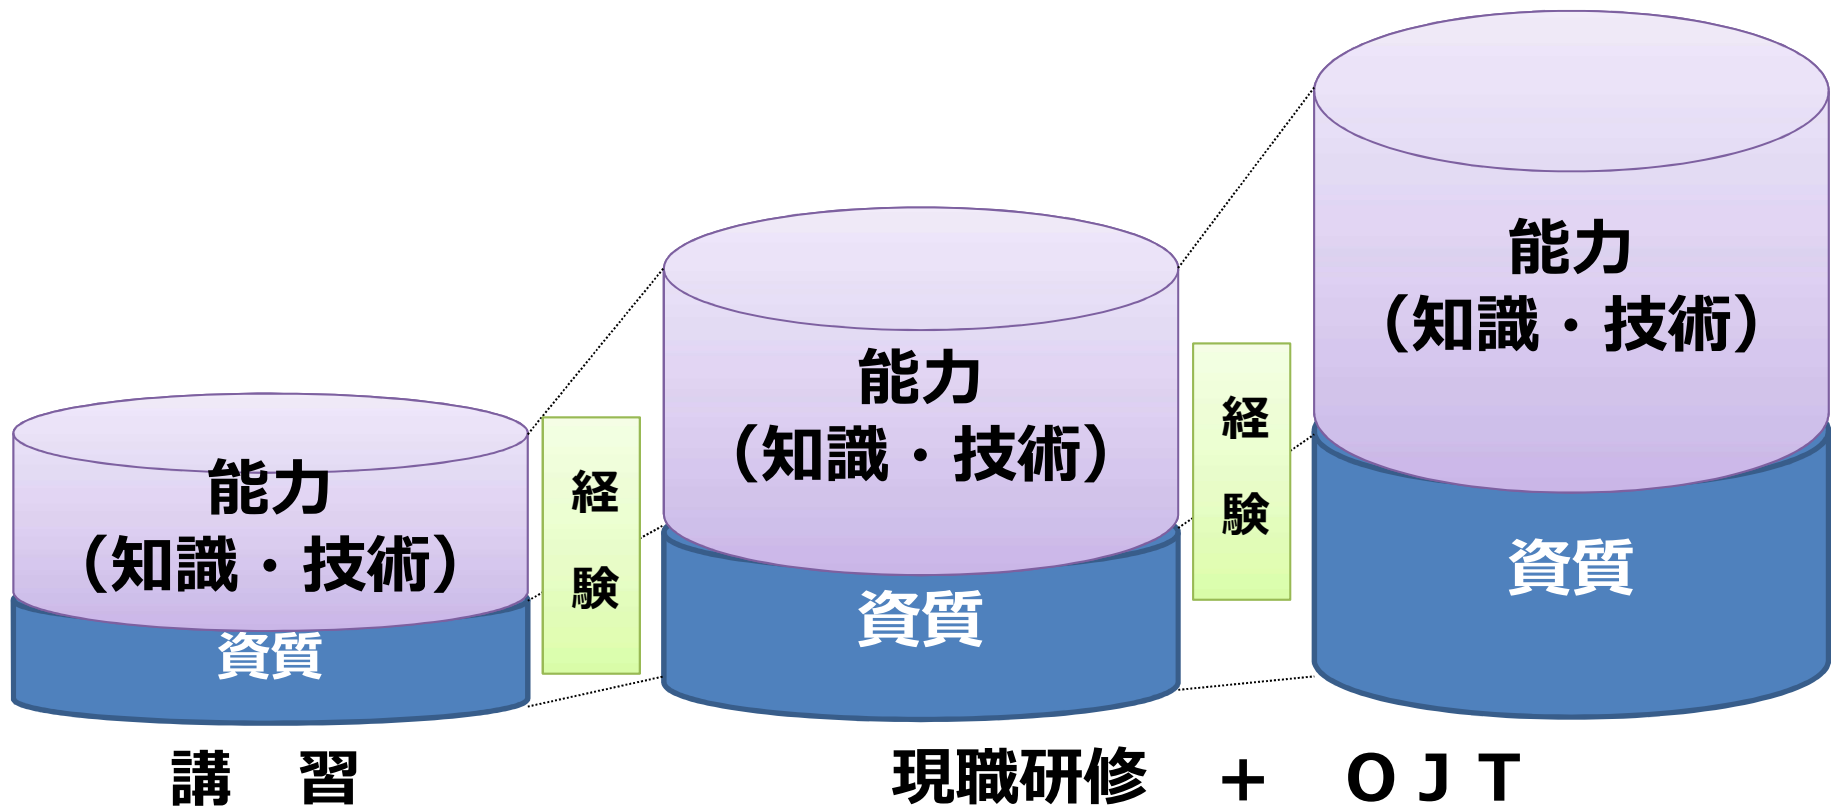 能力
（知識・技術）
資質
経
験
能力
（知識・技術）
資質
経
験
能力
（知識・技術）
資質
講　習
現職研修　＋　ＯＪＴ